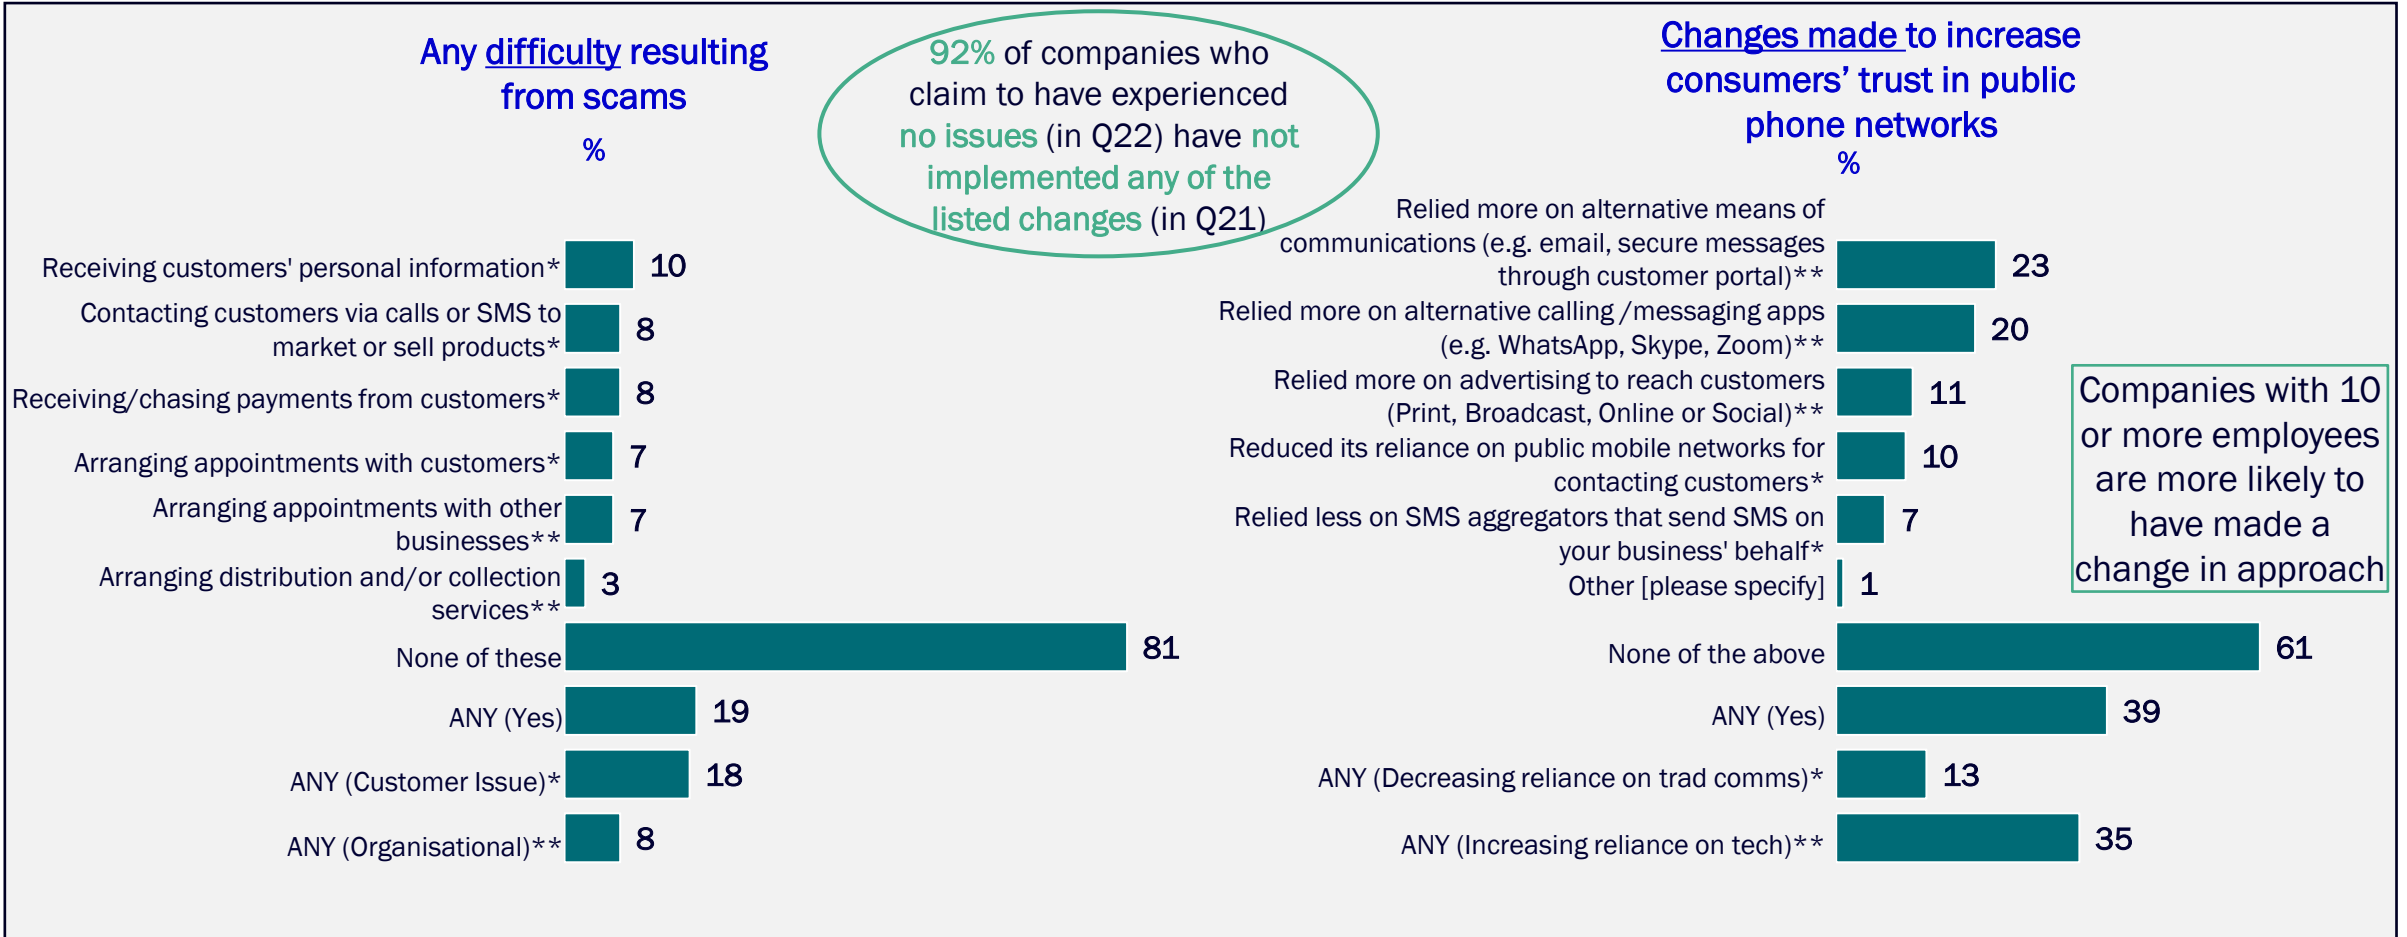 Any difficulty resulting
from scams
%
Receiving customers' personal information*
10
Contacting customers via calls or SMS to
market or sell products*
8
Receiving/chasing payments from customers*
8
Arranging appointments with customers*
7
Arranging appointments with other
businesses**
7
Arranging distribution and/or collection
services**
3
None of these
81
ANY (Yes)
19
ANY (Customer Issue)*
18
ANY (Organisational)**
8
92% of companies who
claim to have experienced
no issues (in Q22) have not
implemented any of the
listed changes (in Q21)
Changes made to increase
consumers’ trust in public
phone networks
%
Relied more on alternative means of
communications (e.g. email, secure messages
through customer portal)**
23
Relied more on alternative calling /messaging apps
(e.g. WhatsApp, Skype, Zoom)**
20
Relied more on advertising to reach customers
(Print, Broadcast, Online or Social)**
11
Reduced its reliance on public mobile networks for
contacting customers*
10
Relied less on SMS aggregators that send SMS on
your business' behalf*
7
Other [please specify]
1
None of the above
61
ANY (Yes)
39
ANY (Decreasing reliance on trad comms)*
13
ANY (Increasing reliance on tech)**
35
Companies with 10
or more employees
are more likely to
have made a
change in approach